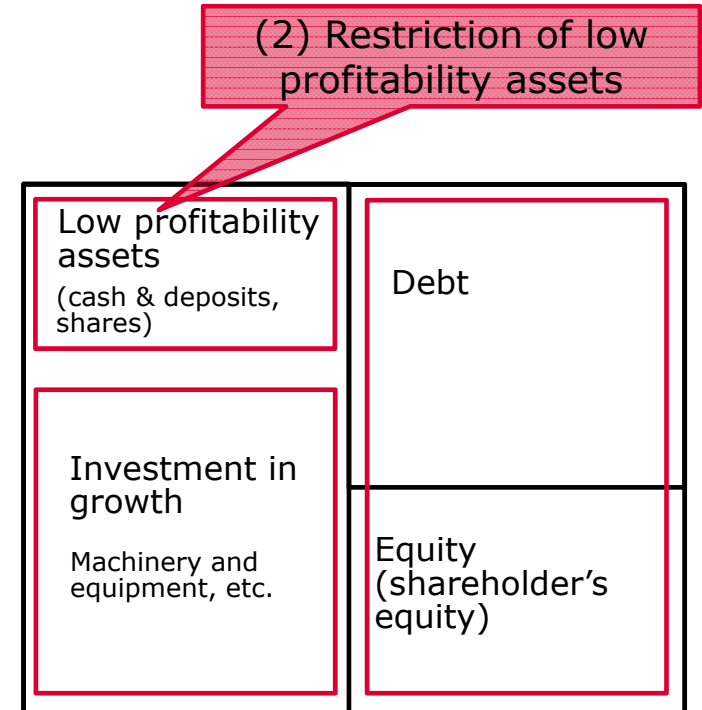 (2) Restriction of low
profitability assets
Low profitability
assets
(cash & deposits,
shares)
Debt
Investment in
growth
Machinery and
equipment, etc.
Equity
(shareholder’s
equity)